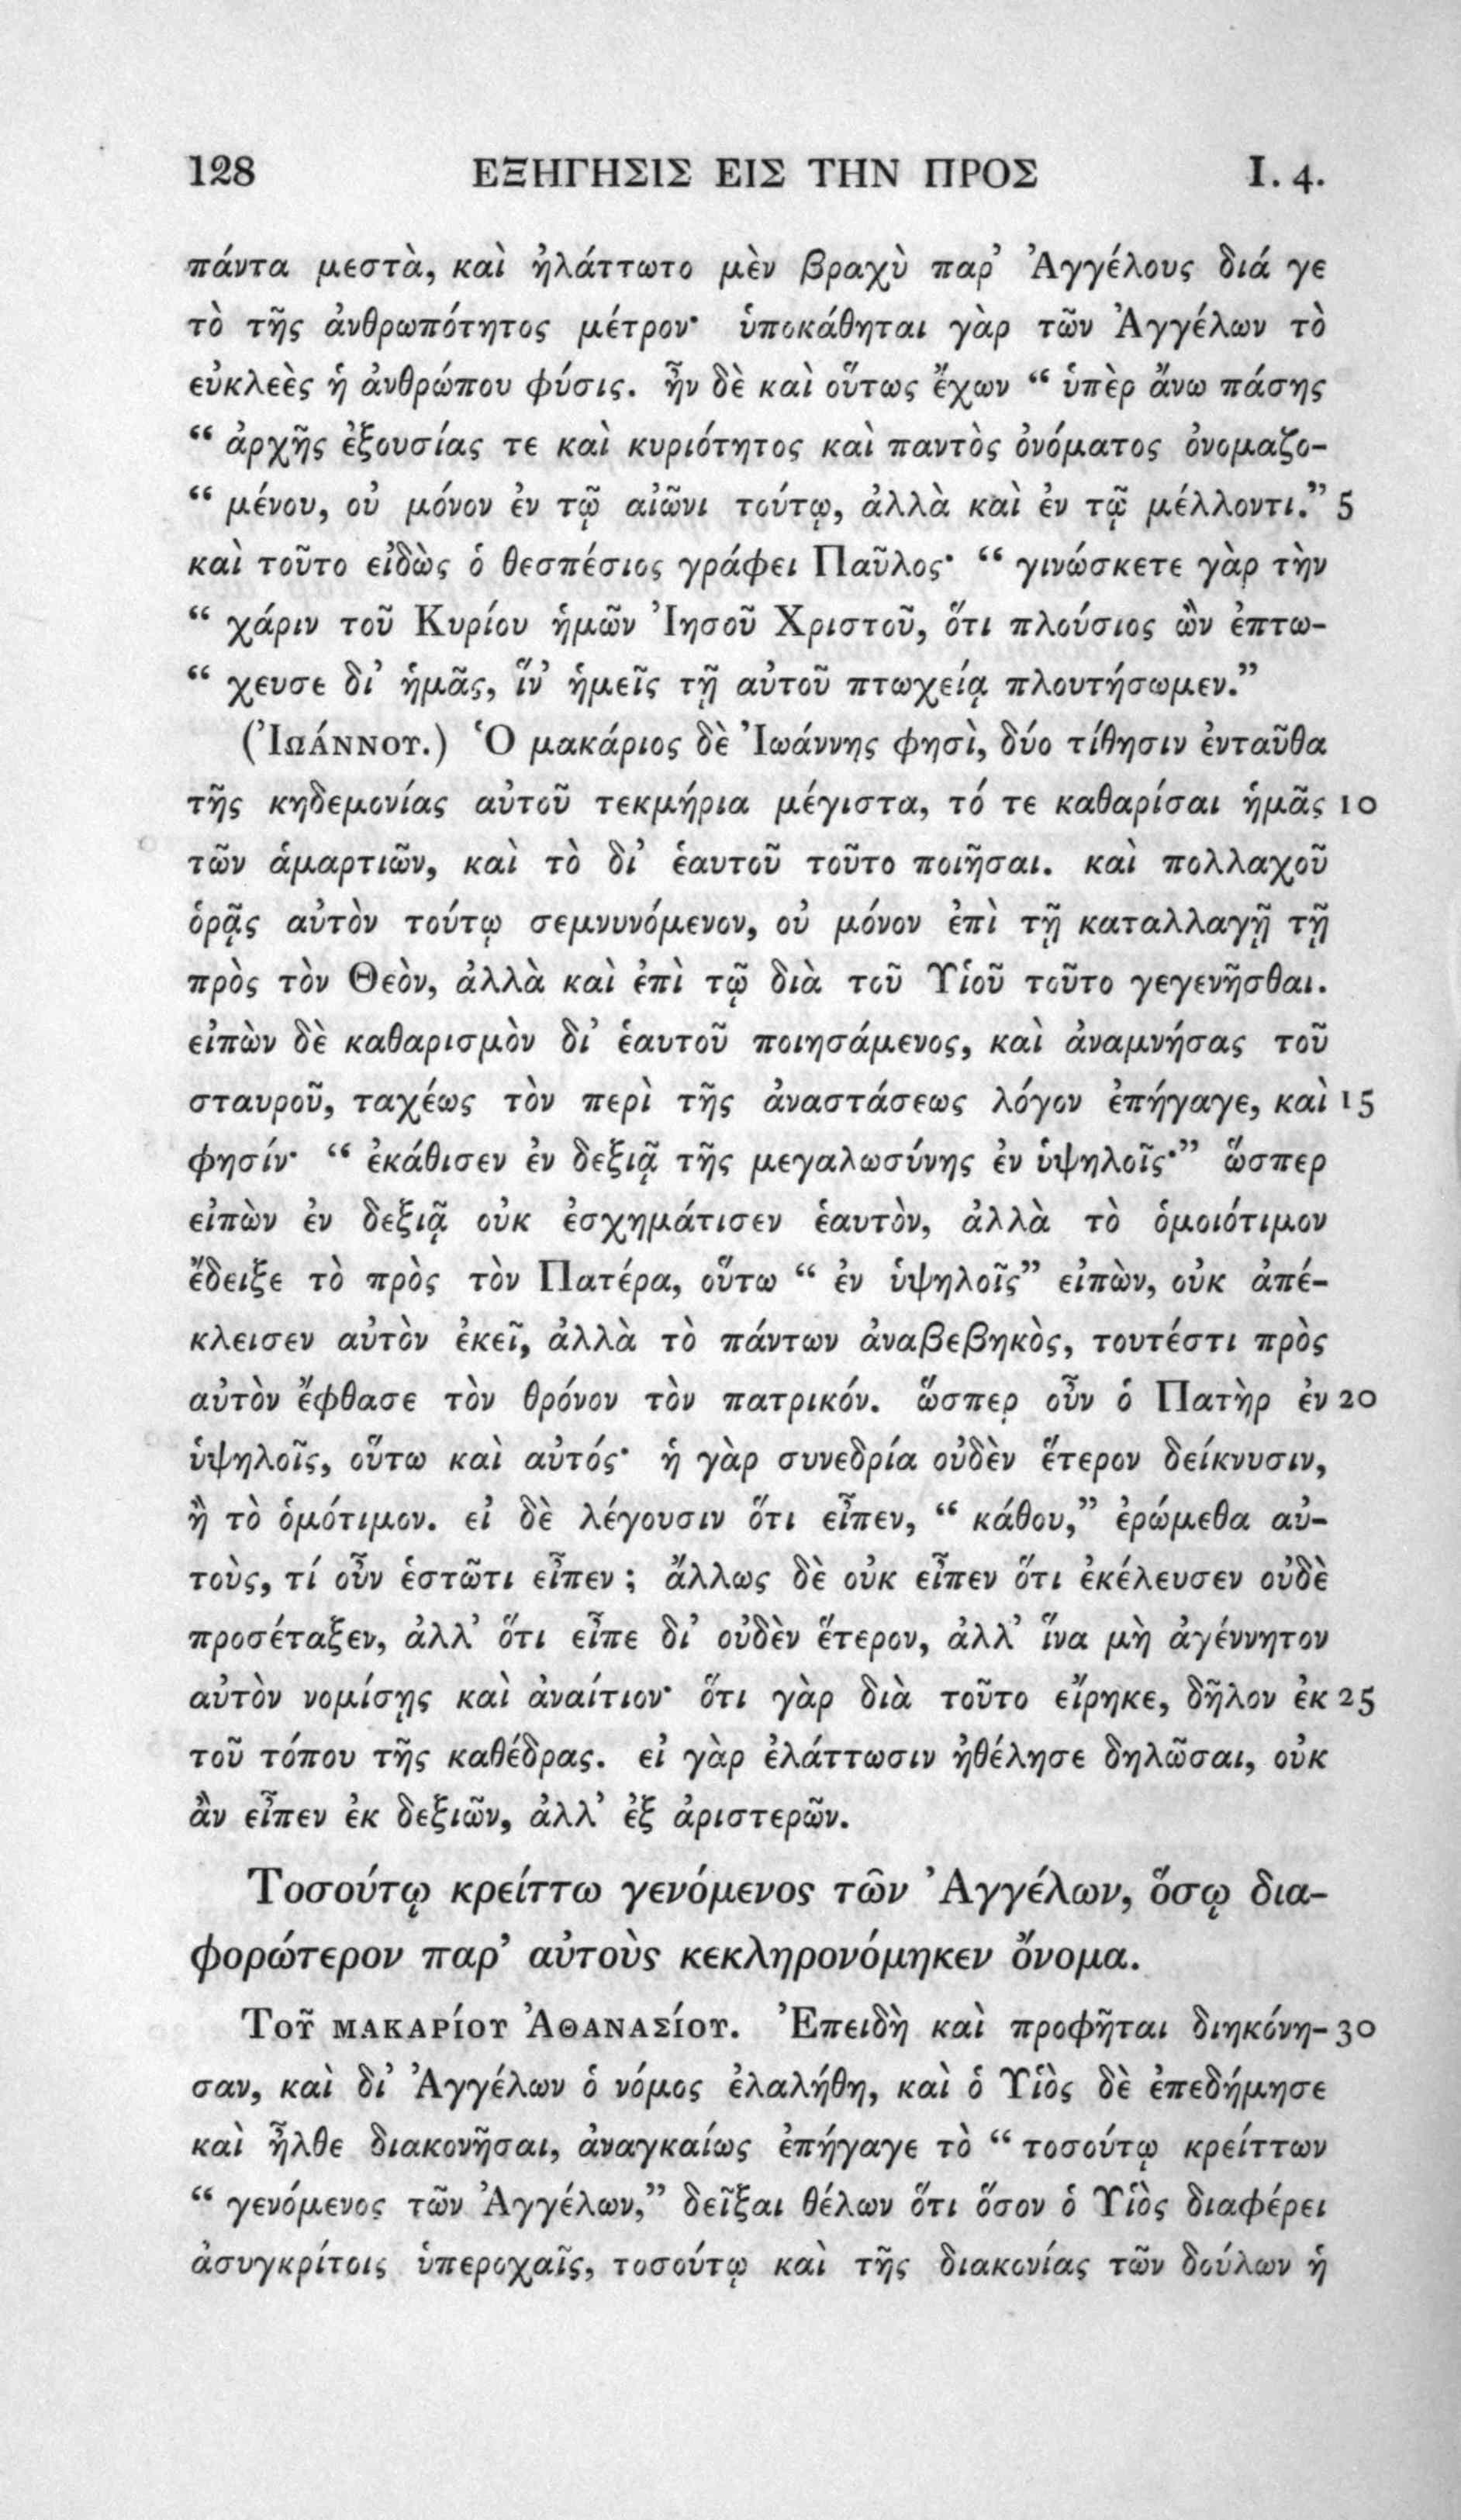 128 ΕΞΗΓΗΣΙΣ ΕΙΣ ΤΗΝ ΠΡΟΣ I. 4.
πάντα μεστὰ, καὶ ἠλάττωτο μὲν βραχὺ παρ’ Ἀγγέλους διά γε
τὸ τῆς ἀνθρωπότητος μέτρον· ὑποκάθηται γὰρ τῶν Ἀγγέλων τὸ
εὐκλεὲς ἡ ἀνθρώπου φύσις. ἦν δὲ καὶ οὕτως ἔχων “ ὑπὲρ ἄνω πάσης
“ ἀρχῆς ἐξουσίας τε καὶ κυριότητος καὶ παντὸς ὀνόματος ὀνομαζο-
“ μένου, οὐ μόνον ἐν τῷ αἰῶνι τούτῳ, ἀλλὰ καὶ ἐν τῷ μέλλοντι.” 5
καὶ τοῦτο εἰδὼς ὁ θεσπέσιος γράφει Παῦλος· “ γινώσκετε γὰρ τὴν
“ χάριν τοῦ Κυρίου ἡμῶν Ἰησοῦ Χριστοῦ, ὅτι πλούσιος ὢν ἐπτω-
“ χευσε δι’ ἡμᾶς, ἵν’ ἡμεῖς τῇ αὐτοῦ πτωχείᾳ πλουτήσωμεν.”
(Ἰωάννου.) Ὁ μακάριος δὲ Ἰωάννης φησὶ, δύο τίθησιν ἐνταῦθα
τῆς κηδεμονίας αὐτοῦ τεκμήρια μέγιστα, τό τε καθαρίσαι ἡμᾶς 10
τῶν ἁμαρτιῶν, καὶ τὸ δι’ ἑαυτοῦ τοῦτο ποιῆσαι. καὶ πολλαχοῦ
ὁρᾷς αὐτὸν τούτῳ σεμνυνόμενον, οὐ μόνον ἐπὶ τῇ καταλλαγῇ τῇ
πρὸς τὸν Θεὸν, ἀλλὰ καὶ ἐπὶ τῷ διὰ τοῦ Υἱοῦ τοῦτο γεγενῆσθαι.
εἰπὼν δὲ καθαρισμὸν δι’ ἑαυτοῦ ποιησάμενος, καὶ ἀναμνήσας τοῦ
σταυροῦ, ταχέως τὸν περὶ τῆς ἀναστάσεως λόγον ἐπήγαγε, καὶ 15
φησίν· “ ἐκάθισεν ἐν δεξιᾷ τῆς μεγαλωσύνης ἐν ὑψηλοῖς·” ὥσπερ
εἰπὼν ἐν δεξιᾷ οὐκ ἐσχημάτισεν ἑαυτὸν, ἀλλὰ τὸ ὁμοιότιμον
ἔδειξε τὸ πρὸς τὸν Πατέρα, οὕτω “ ἐν ὑψηλοῖς” εἰπὼν, οὐκ ἀπέ-
κλεισεν αὐτὸν ἐκεῖ, ἀλλὰ τὸ πάντων ἀναβεβηκὸς, τουτέστι πρὸς
αὐτὸν ἔφθασε τὸν θρόνον τὸν πατρικόν. ὥσπερ οὖν ὁ Πατὴρ ἐν 20
ὑψηλοῖς, οὕτω καὶ αὐτός· ἡ γὰρ συνεδρία οὐδὲν ἕτερον δείκνυσιν,
ἢ τὸ ὁμότιμον. εἰ δὲ λέγουσιν ὅτι εἶπεν, “ κάθου,” ἐρώμεθα αὐ-
τοὺς, τί οὖν ἑστῶτι εἶπεν ; ἄλλως δὲ οὐκ εἶπεν ὅτι ἐκέλευσεν οὐδὲ
προσέταξεν, ἀλλ’ ὅτι εἶπε δι’ οὐδὲν ἕτερον, ἀλλ’ ἵνα μὴ ἀγέννητον
αὐτὸν νομίσῃς καὶ ἀναίτιον· ὅτι γὰρ διὰ τοῦτο εἴρηκε, δῆλον ἐκ 25
τοῦ τόπου τῆς καθέδρας. εἰ γὰρ ἐλάττωσιν ἠθέλησε δηλῶσαι, οὐκ
ἂν εἶπεν ἐκ δεξιῶν, ἀλλ’ ἐξ ἀριστερῶν.
Τοσούτῳ κρείττω γενόμενος τῶν Ἀγγέλων, ὅσῳ δια-
φορώτερον παρ’ αὐτοὺς κεκληρονόμηκεν ὄνομα.
Τοῦ μακαρίου Ἀθανασίου. Ἐπειδὴ καὶ προφῆται διηκόνη- 30
σαν, καὶ δι’ Ἀγγέλων ὁ νόμος ἐλαλήθη, καὶ ὁ Υἱὸς δὲ ἐπεδήμησε
καὶ ἦλθε διακονῆσαι, ἀναγκαίως ἐπήγαγε τὸ “ τοσούτῳ κρείττων
“ γενόμενος τῶν Ἀγγέλων,” δεῖξαι θέλων ὅτι ὅσον ὁ Υἱὸς διαφέρει
ἀσυγκρίτοις ὑπεροχαῖς, τοσούτῳ καὶ τῆς διακονίας τῶν δούλων ἡ